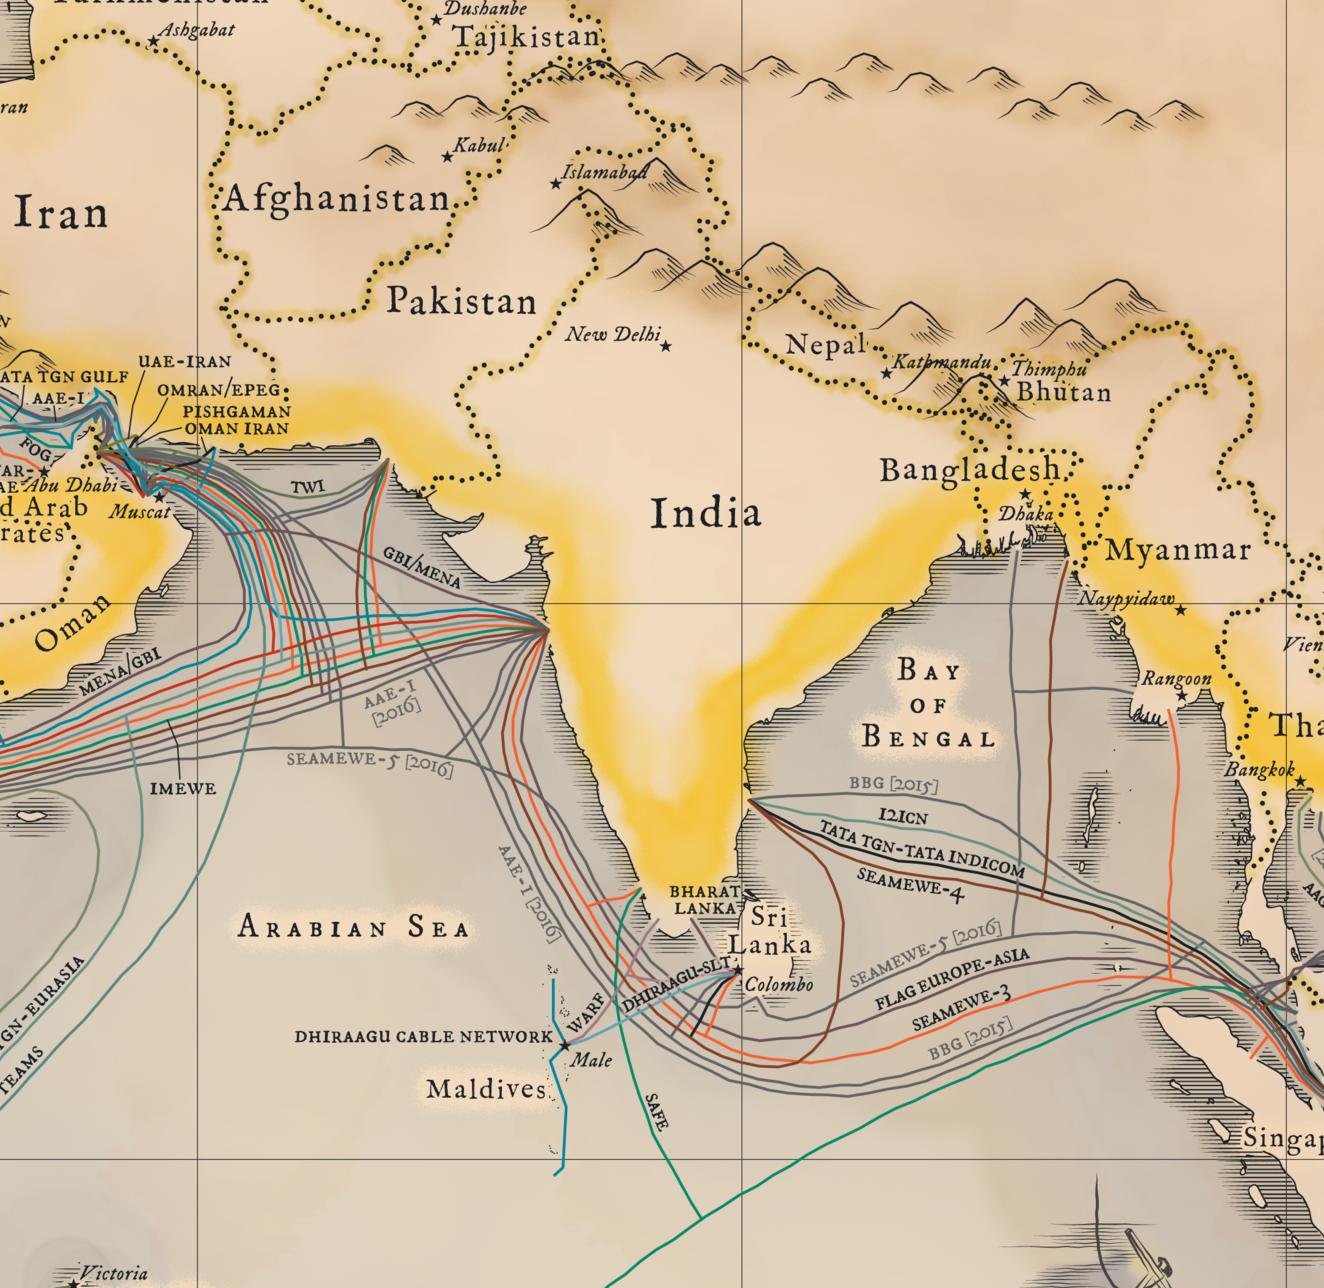 Dushanbe
Tajikistan
Ashgabat
Kabul
Islamabad
Afghanistan
Iran
Pakistan
New Delhi
Nepal
Kathmandu
Thimphu
Bhutan
UAE-IRAN
ATA TGN GULF
OMRAN/EPEG
AAE-1
PISHGAMAN
OMAN IRAN
FOG
Abu Dhabi
TWI
Bangladesh
Dhaka
d Arab
rates
Muscat
India
Myanmar
GBI/MENA
Naypyidaw
Oman
Vien
MENA/GBI
Rangoon
BAY
OF
BENGAL
AAE-1
[2016]
Tha
SEAMEWE-5 [2016]
Bangkok
IMEWE
BBG [2015]
I2ICN
TATA TGN-TATA INDICOM
SEAMEWE-4
AAE-1 [2016]
BHARAT
LANKA
Sri
Lanka
ARABIAN SEA
SEAMEWE-5 [2016]
FLAG EUROPE-ASIA
DHIRAAGU-SLT
Colombo
SEAMEWE-3
WARF
TGN-EURASIA
DHIRAAGU CABLE NETWORK
Male
BBG [2015]
TEAMS
Maldives
SAFE
Singap
Victoria